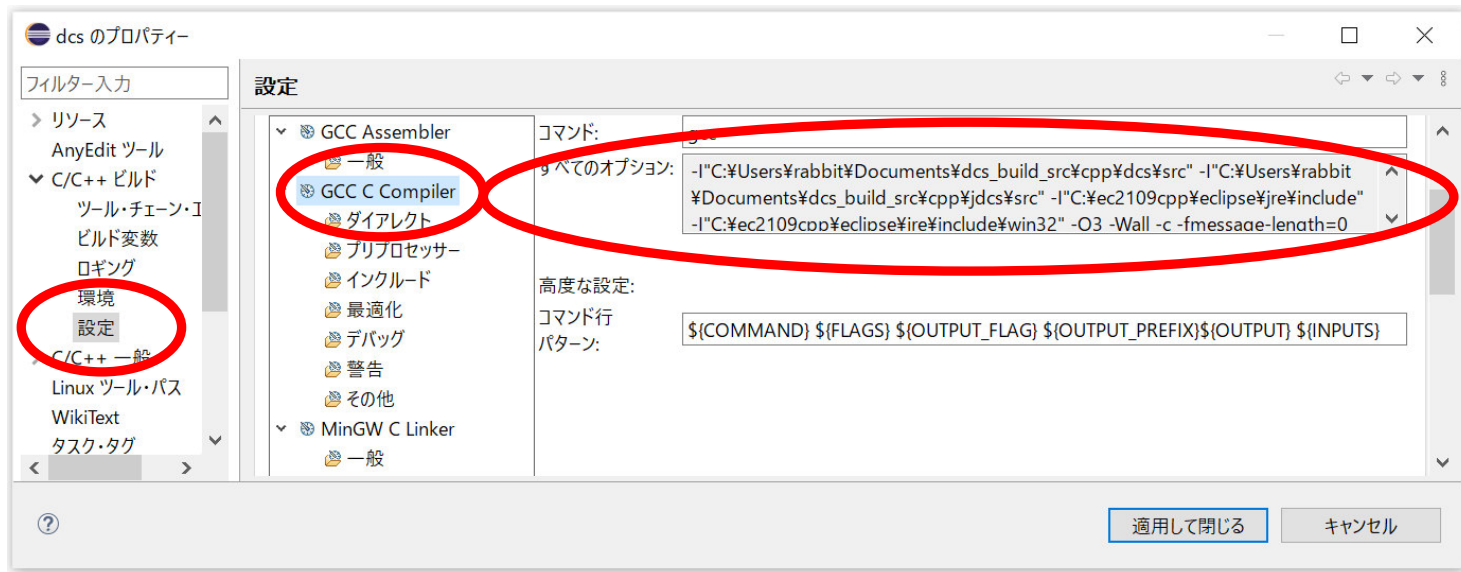 dcs のプロパティー
フィルター入力
設定
リソース
AnyEdit ツール
C/C++ ビルド
ツール・チェーン・エ
ビルド変数
ロギング
環境
設定
C/C++ 一般
Linux ツール・パス
WikiText
タスク・タグ
GCC Assembler
一般
GCC C Compiler
ダイアレクト
プリプロセッサー
インクルード
最適化
デバッグ
警告
その他
MinGW C Linker
一般
コマンド:
gcc
すべてのオプション:
-I"C:¥Users¥rabbit¥Documents¥dcs_build_src¥cpp¥dcs¥src" -I"C:¥Users¥rabbit
¥Documents¥dcs_build_src¥cpp¥jdcs¥src" -I"C:¥ec2109cpp¥eclipse¥jre¥include"
-I"C:¥ec2109cpp¥eclipse¥jre¥include¥win32" -O3 -Wall -c -fmessage-length=0
高度な設定:
コマンド行
パターン:
${COMMAND} ${FLAGS} ${OUTPUT_FLAG} ${OUTPUT_PREFIX}${OUTPUT} ${INPUTS}
適用して閉じる
キャンセル